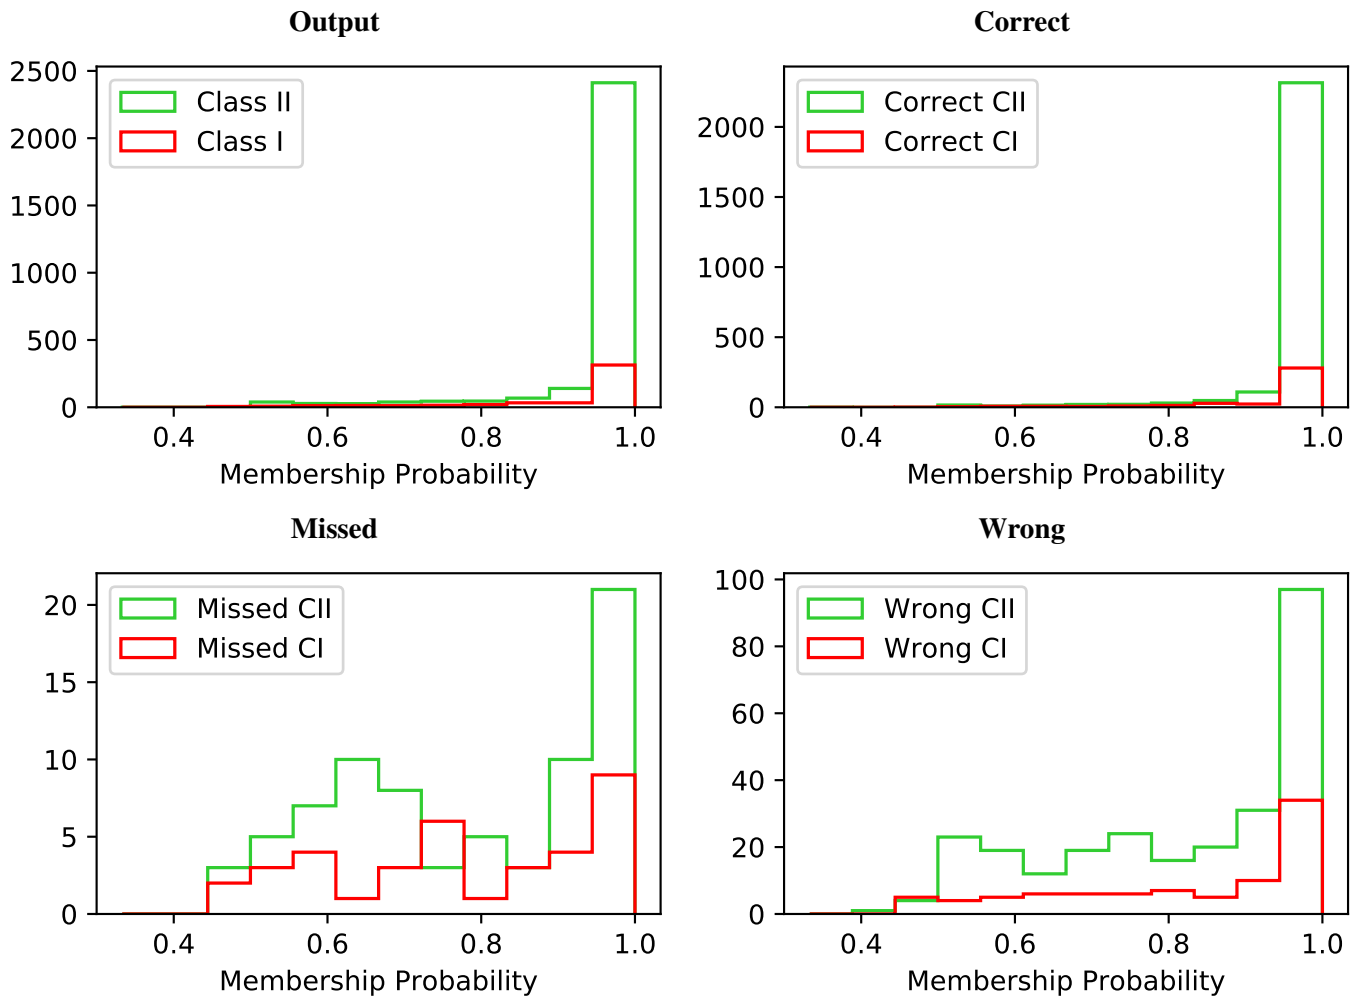 Output
2500
2000
1500
1000
500
0
Class II
Class I
0.4 0.6 0.8 1.0
Membership Probability
Correct
2000
1500
1000
500
0
Correct CII
Correct CI
0.4 0.6 0.8 1.0
Membership Probability
Missed
20
15
10
5
0
Missed CII
Missed CI
0.4 0.6 0.8 1.0
Membership Probability
Wrong
100
80
60
40
20
0
Wrong CII
Wrong CI
0.4 0.6 0.8 1.0
Membership Probability